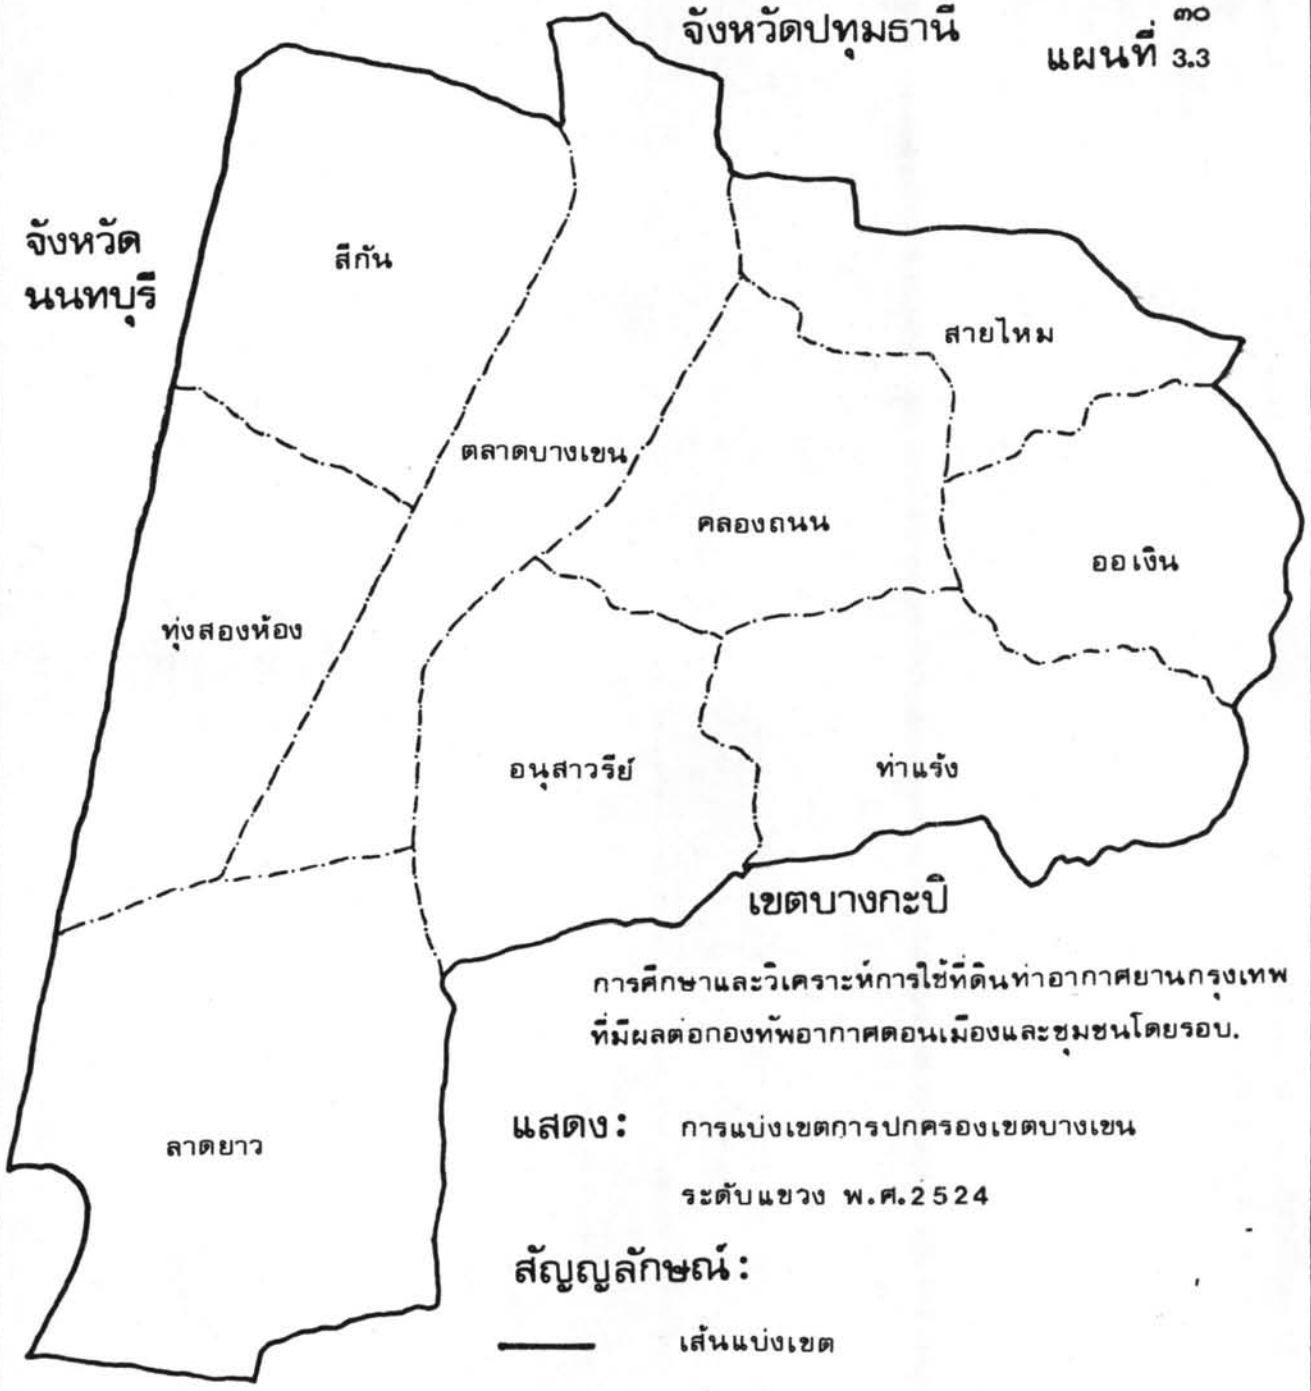 ๓๐
จังหวัดปทุมธานี
แผนที่ 3.3
จังหวัด
นนทบุรี
สีกัน
สายไหม
ตลาดบางเขน
คลองถนน
ออเงิน
ทุ่งสองห้อง
อนุสาวรีย์
ท่าแร้ง
เขตบางกะปิ
การศึกษาและวิเคราะห์การใช้ที่ดินท่าอากาศยานกรุงเทพ
ที่มีผลต่อกองทัพอากาศดอนเมืองและชุมชนโดยรอบ.
แสดง: การแบ่งเขตการปกครองเขตบางเขน
ลาดยาว
ระดับแขวง พ.ศ.2524
สัญญลักษณ์:
เส้นแบ่งเขต